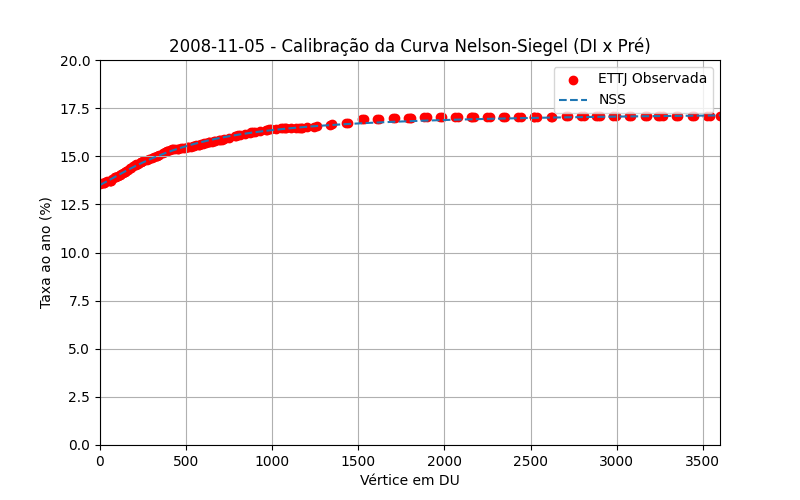 2008-11-05 - Calibração da Curva Nelson-Siegel (DI x Pré)
ETTJ Observada
NSS
Taxa ao ano (%)
20.0
17.5
15.0
12.5
10.0
7.5
5.0
2.5
0.0
0 500 1000 1500 2000 2500 3000 3500
Vértice em DU